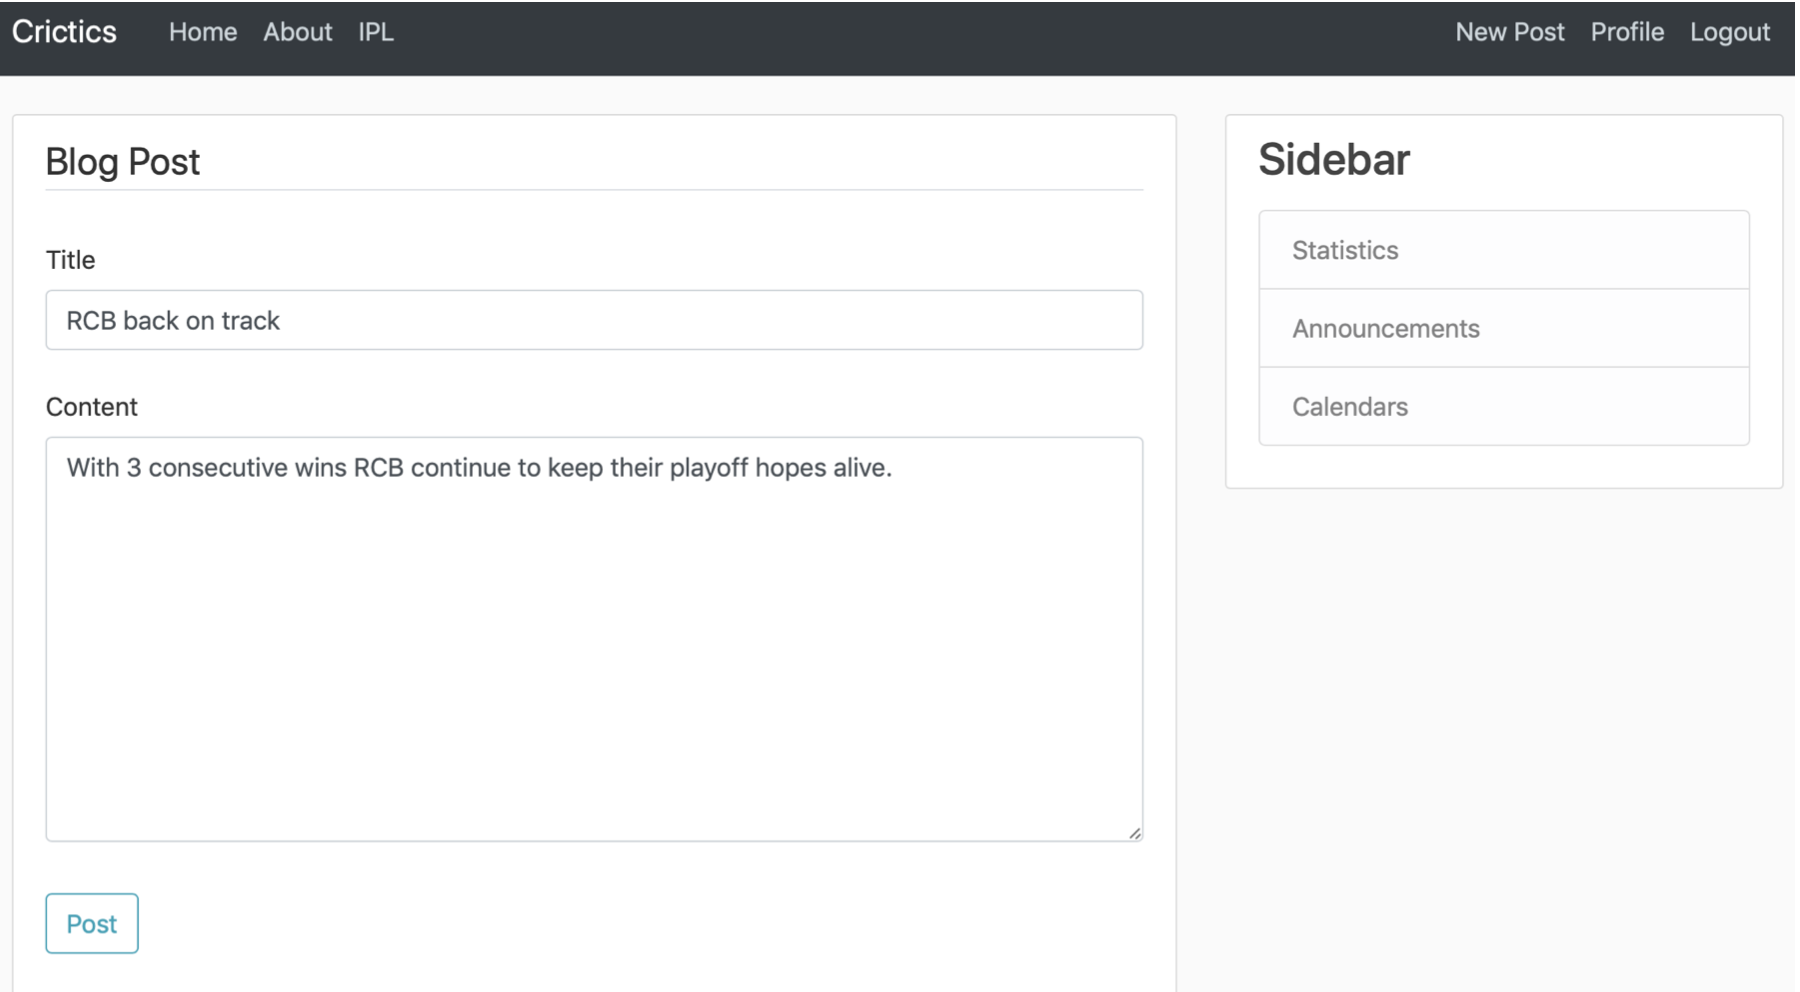 Crictics Home About IPL New Post Profile Logout
Blog Post
Title
RCB back on track
Content
With 3 consecutive wins RCB continue to keep their playoff hopes alive.
Post
Sidebar
Statistics
Announcements
Calendars